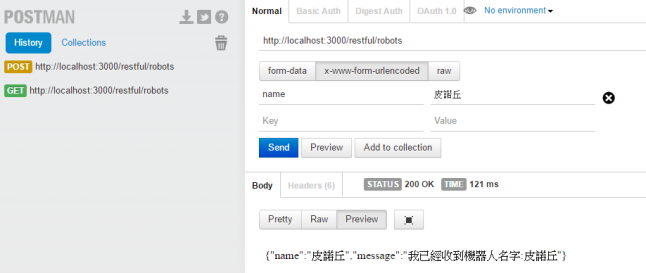 POSTMAN
History Collections
POST http://localhost:3000/restful/robots
GET http://localhost:3000/restful/robots
Normal Basic Auth Digest Auth OAuth 1.0 No environment
http://localhost:3000/restful/robots
form-data x-www-form-urlencoded raw
name 皮諾丘
Key Value
Send Preview Add to collection
Body Headers (6) STATUS 200 OK TIME 121 ms
Pretty Raw Preview
{"name":"皮諾丘","message":"我已經收到機器人名字:皮諾丘"}